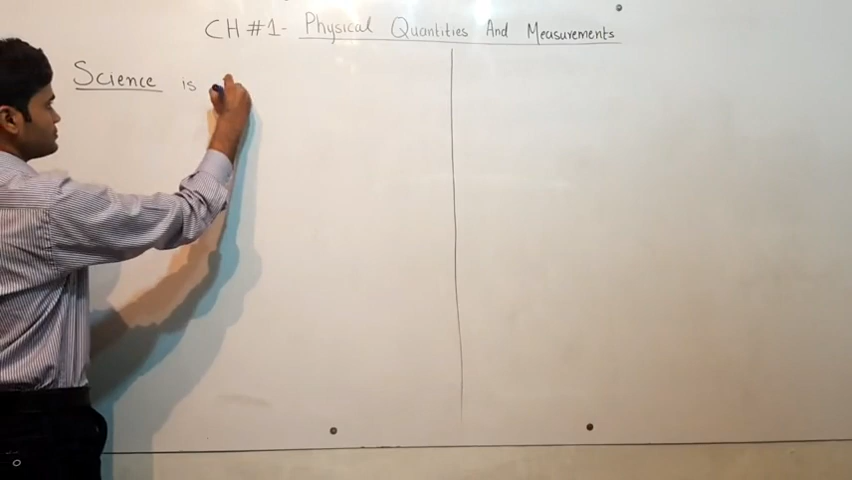 CH #1- Physical Quantities And Measurements
Science is